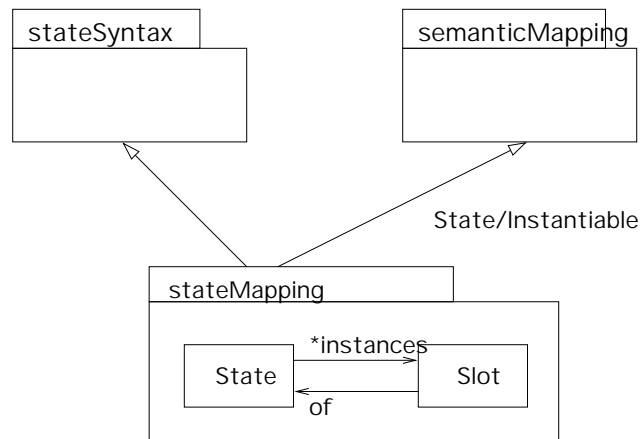 stateSyntax
semanticMapping
State/Instantiable
stateMapping
*instances
State
Slot
of